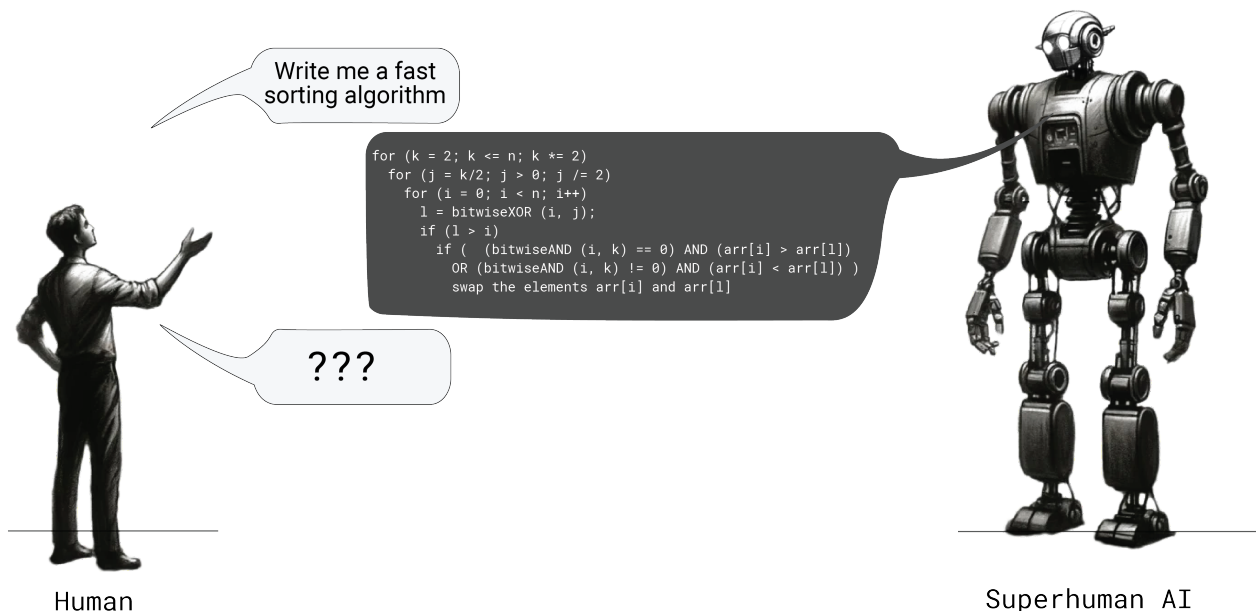 Write me a fast
sorting algorithm
for (k = 2; k <= n; k *= 2)
  for (j = k/2; j > 0; j /= 2)
    for (i = 0; i < n; i++)
      l = bitwiseXOR (i, j);
      if (l > i)
        if (  (bitwiseAND (i, k) == 0) AND (arr[i] > arr[l])
          OR (bitwiseAND (i, k) != 0) AND (arr[i] < arr[l]) )
          swap the elements arr[i] and arr[l]
???
Human
Superhuman AI